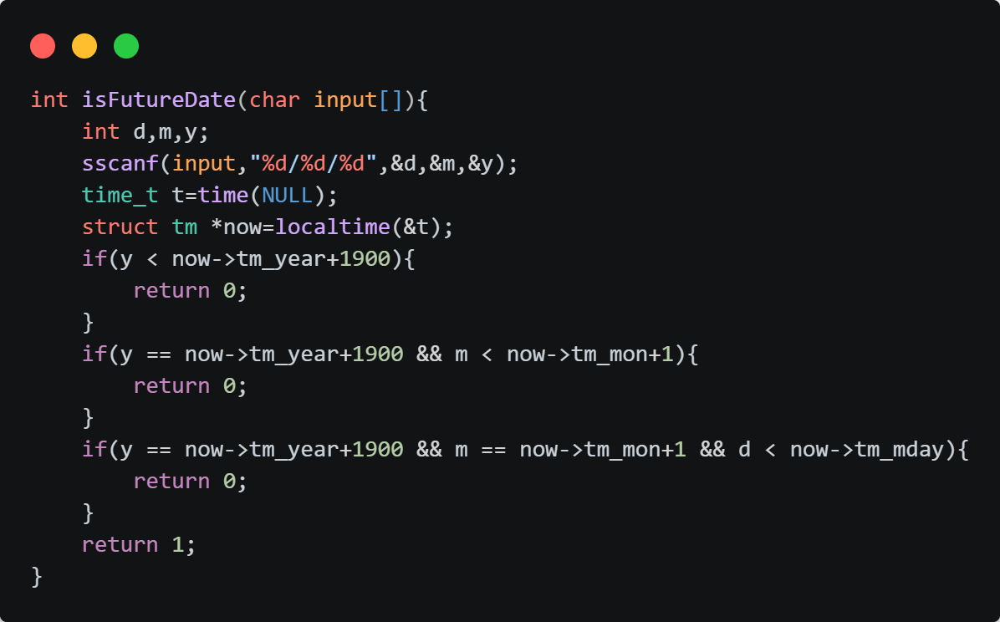 int isFutureDate(char input[]){
    int d,m,y;
    sscanf(input,"%d/%d/%d",&d,&m,&y);
    time_t t=time(NULL);
    struct tm *now=localtime(&t);
    if(y < now->tm_year+1900){
        return 0;
    }
    if(y == now->tm_year+1900 && m < now->tm_mon+1){
        return 0;
    }
    if(y == now->tm_year+1900 && m == now->tm_mon+1 && d < now->tm_mday){
        return 0;
    }
    return 1;
}